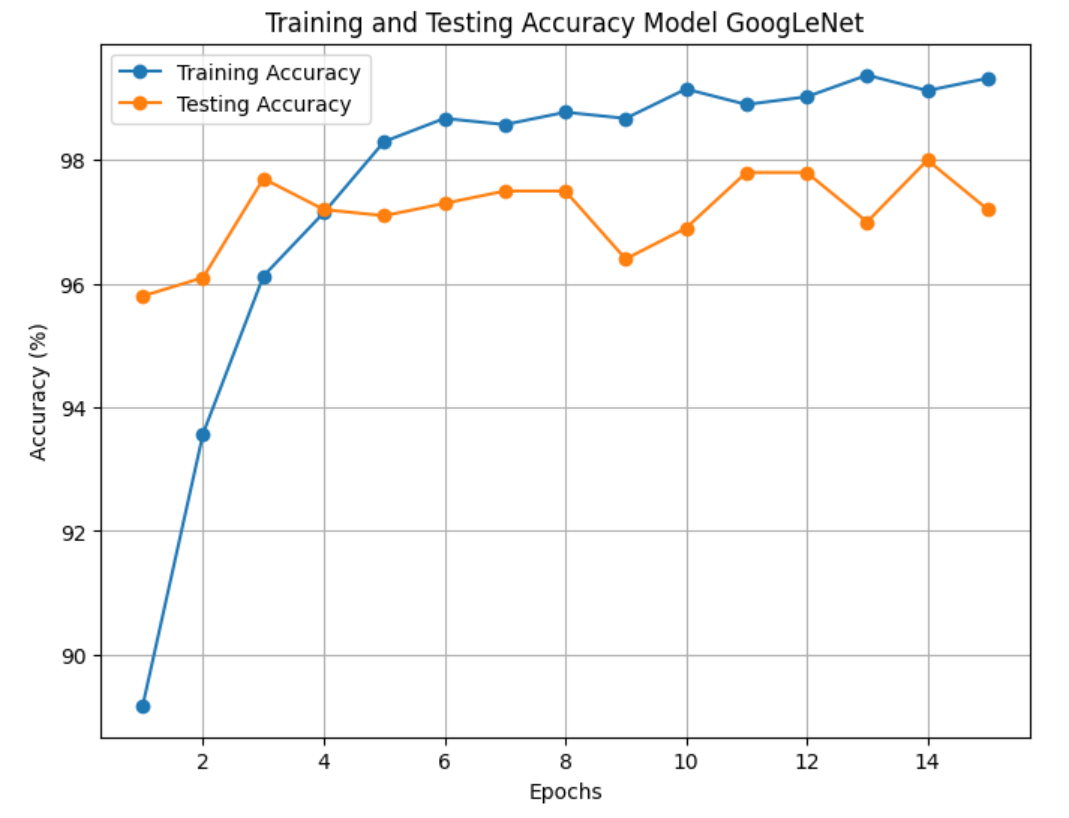 Training and Testing Accuracy Model GoogLeNet
Training Accuracy
Testing Accuracy
98
96
94
92
90
Accuracy (%)
2 4 6 8 10 12 14
Epochs